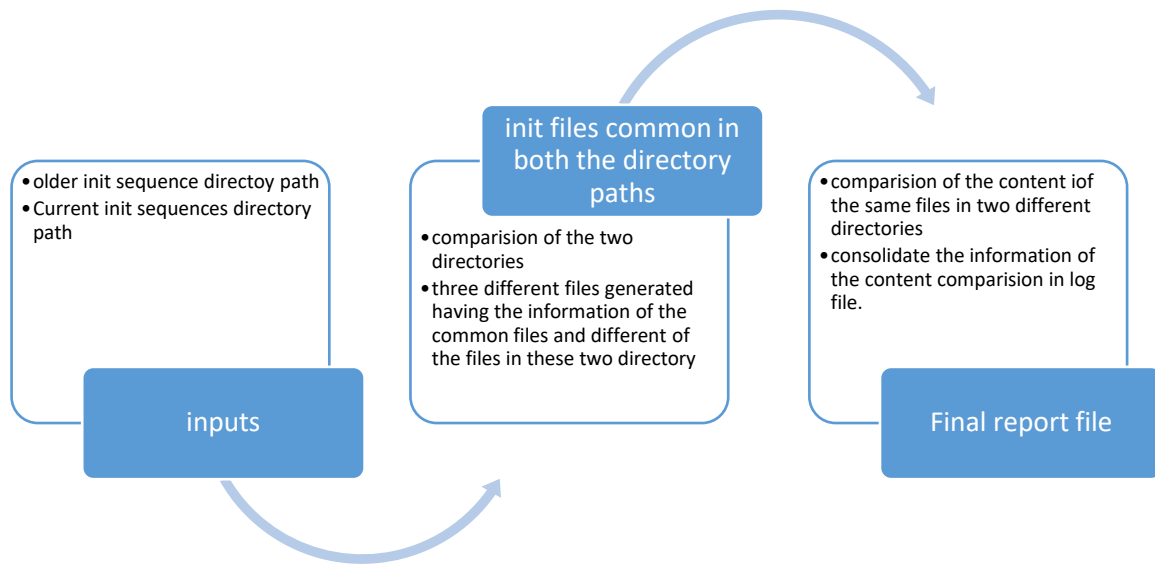 • older init sequence directoy path
• Current init sequences directory
path
inputs
init files common in
both the directory
paths
• comparision of the two
directories
• three different files generated
having the information of the
common files and different of
the files in these two directory
• comparision of the content iof
the same files in two different
directories
• consolidate the information of
the content comparision in log
file.
Final report file